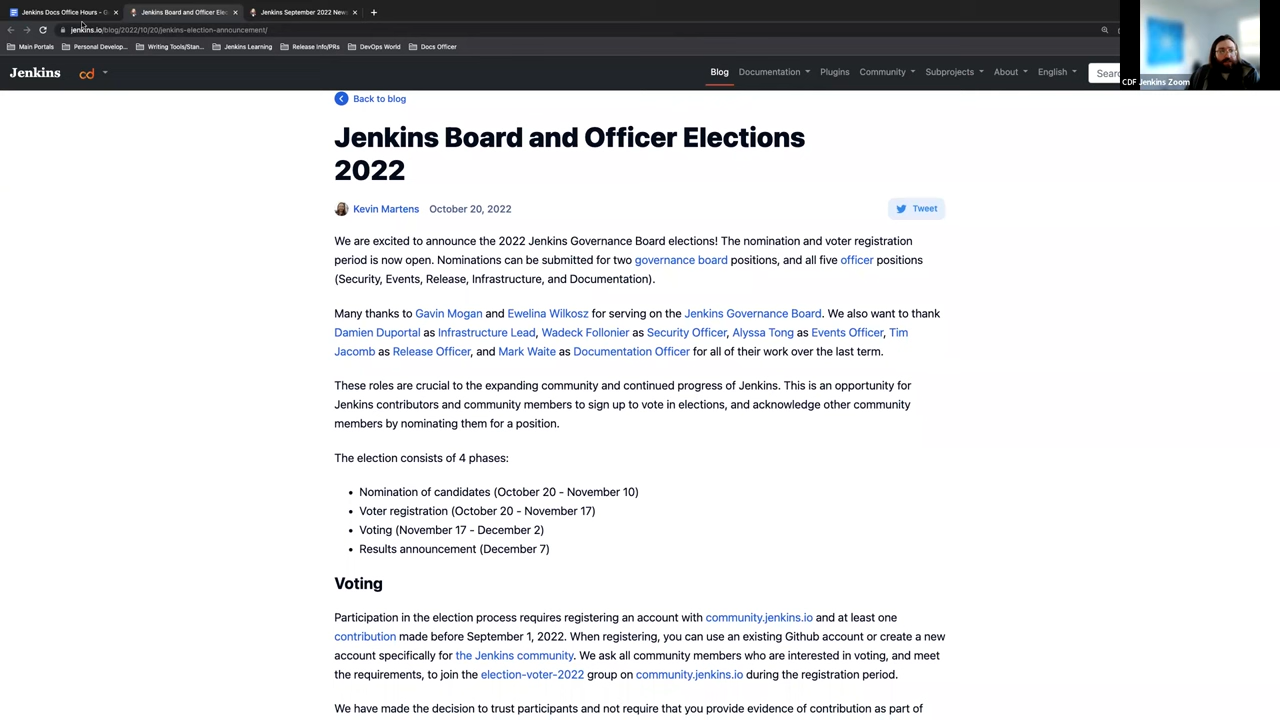 Jenkins Docs Office Hours - G
Jenkins Board and Officer Elec
Jenkins September 2022 News
jenkins.io/blog/2022/10/20/jenkins-election-announcement/
Main Portals
Personal Develop...
Writing Tools/Stan...
Jenkins Learning
Release Info/PRs
DevOps World
Docs Officer
CDF Jenkins Zoom
Jenkins
cd
Blog
Documentation
Plugins
Community
Subprojects
About
English
Searc
Back to blog
Jenkins Board and Officer Elections
2022
Kevin Martens October 20, 2022
Tweet
We are excited to announce the 2022 Jenkins Governance Board elections! The nomination and voter registration
period is now open. Nominations can be submitted for two governance board positions, and all five officer positions
(Security, Events, Release, Infrastructure, and Documentation).
Many thanks to Gavin Mogan and Ewelina Wilkosz for serving on the Jenkins Governance Board. We also want to thank
Damien Duportal as Infrastructure Lead, Wadeck Follonier as Security Officer, Alyssa Tong as Events Officer, Tim
Jacomb as Release Officer, and Mark Waite as Documentation Officer for all of their work over the last term.
These roles are crucial to the expanding community and continued progress of Jenkins. This is an opportunity for
Jenkins contributors and community members to sign up to vote in elections, and acknowledge other community
members by nominating them for a position.
The election consists of 4 phases:
• Nomination of candidates (October 20 - November 10)
• Voter registration (October 20 - November 17)
• Voting (November 17 - December 2)
• Results announcement (December 7)
Voting
Participation in the election process requires registering an account with community.jenkins.io and at least one
contribution made before September 1, 2022. When registering, you can use an existing Github account or create a new
account specifically for the Jenkins community. We ask all community members who are interested in voting, and meet
the requirements, to join the election-voter-2022 group on community.jenkins.io during the registration period.
We have made the decision to trust participants and not require that you provide evidence of contribution as part of